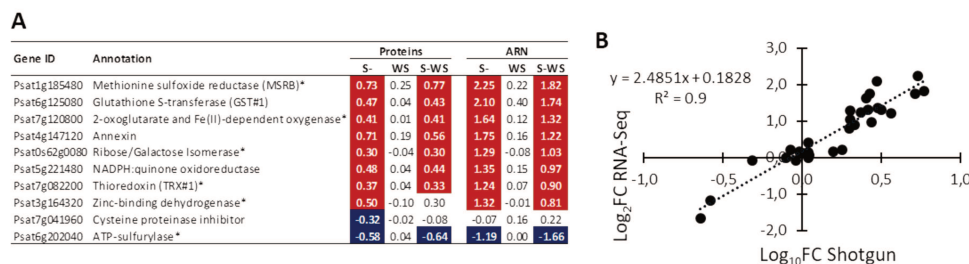 A
Proteins ARN
Gene ID Annotation S- WS S-WS S- WS S-WS
Psat1g185480 Methionine sulfoxide reductase (MSRB)* 0.73 0.25 0.77 2.25 0.22 1.82
Psat6g125080 Glutathione S-transferase (GST#1) 0.47 0.04 0.43 2.10 0.40 1.74
Psat7g120800 2-oxoglutarate and Fe(II)-dependent oxygenase* 0.41 0.01 0.41 1.64 0.12 1.32
Psat4g147120 Annexin 0.71 0.19 0.56 1.75 0.16 1.22
Psat0s62g0080 Ribose/Galactose Isomerase* 0.30 -0.04 0.30 1.29 -0.08 1.03
Psat5g221480 NADPH:quinone oxidoreductase 0.48 0.04 0.44 1.35 0.15 0.97
Psat7g082200 Thioredoxin (TRX#1)* 0.37 0.04 0.33 1.24 0.07 0.90
Psat3g164320 Zinc-binding dehydrogenase* 0.50 -0.10 0.30 1.32 -0.01 0.81
Psat7g041960 Cysteine proteinase inhibitor -0.32 -0.02 -0.08 -0.07 0.16 0.22
Psat6g202040 ATP-sulfurylase* -0.58 0.04 -0.64 -1.19 0.00 -1.66
B
y = 2.4851x + 0.1828
R² = 0.9
3,0
2,0
1,0
0,0
-1,0 -0,5 0,0 0,5 1,0
-1,0
-2,0
Log2FC RNA-Seq
Log10FC Shotgun